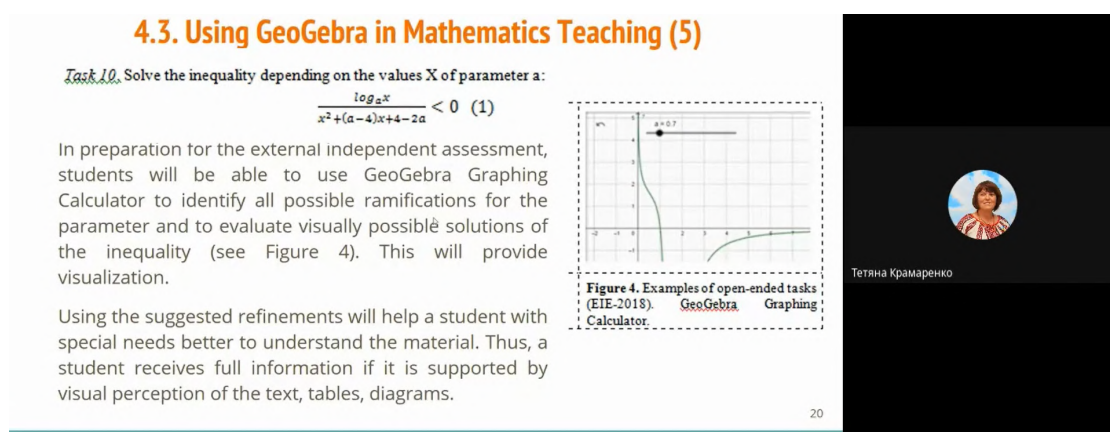 4.3. Using GeoGebra in Mathematics Teaching (5)
Task 10. Solve the inequality depending on the values X of parameter a:
logₐx
x²+(a−4)x+4−2a
< 0 (1)
In preparation for the external independent assessment,
students will be able to use GeoGebra Graphing
Calculator to identify all possible ramifications for the
parameter and to evaluate visually possible solutions of
the inequality (see Figure 4). This will provide
visualization.
Using the suggested refinements will help a student with
special needs better to understand the material. Thus, a
student receives full information if it is supported by
visual perception of the text, tables, diagrams.
a = 0.7
Figure 4. Examples of open-ended tasks
(EIE-2018). GeoGebra Graphing
Calculator.
20
Тетяна Крамаренко